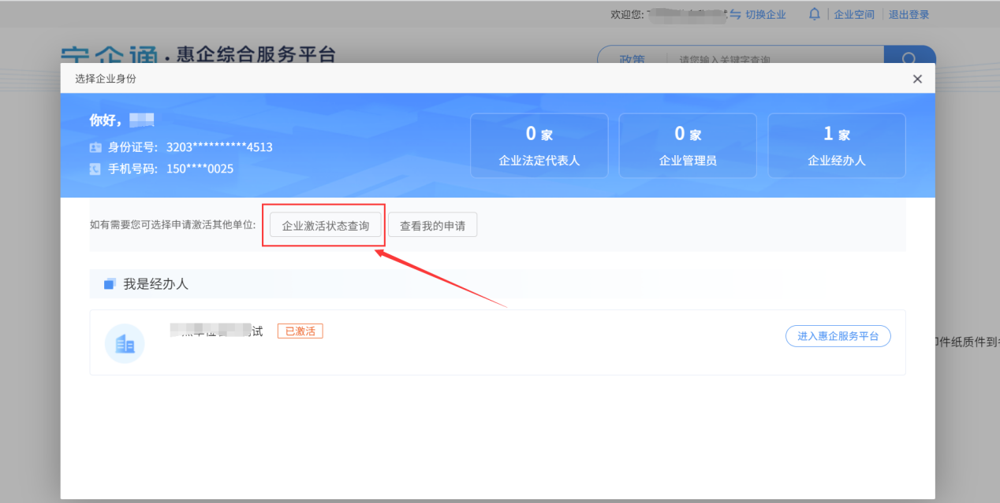 欢迎您: 切换企业 企业空间 退出登录
宁企通·惠企综合服务平台
政策 请您输入关键字查询
选择企业身份
你好，
身份证号: 3203**********4513
手机号码: 150****0025
0 家 0 家 1 家
企业法定代表人 企业管理员 企业经办人
如有需要您可选择申请激活其他单位: 企业激活状态查询 查看我的申请
我是经办人
试 已激活
进入惠企服务平台
件纸质件到